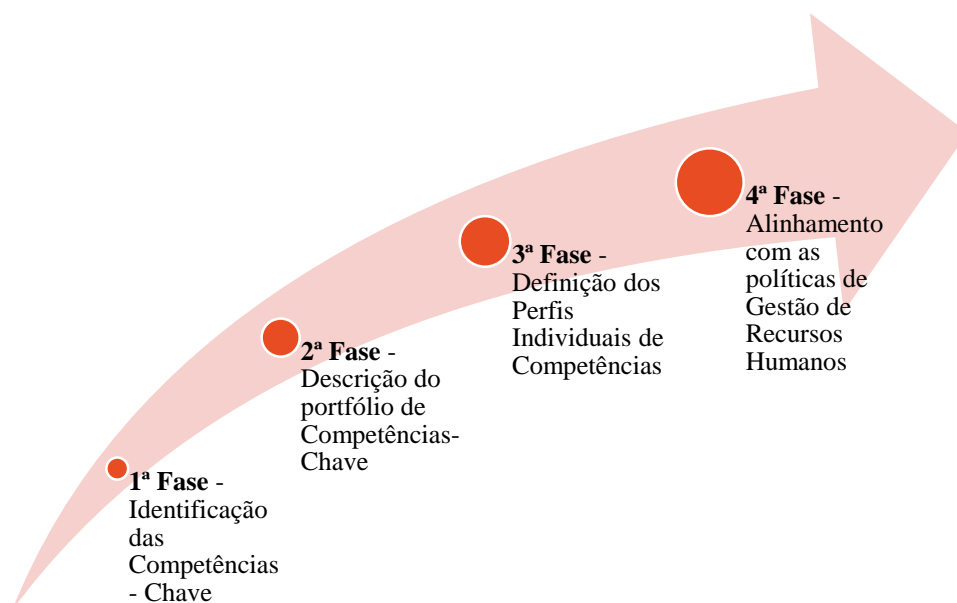 1ª Fase -
Identificação
das
Competências
- Chave
2ª Fase -
Descrição do
portfólio de
Competências-
Chave
3ª Fase -
Definição dos
Perfis
Individuais de
Competências
4ª Fase -
Alinhamento
com as
políticas de
Gestão de
Recursos
Humanos